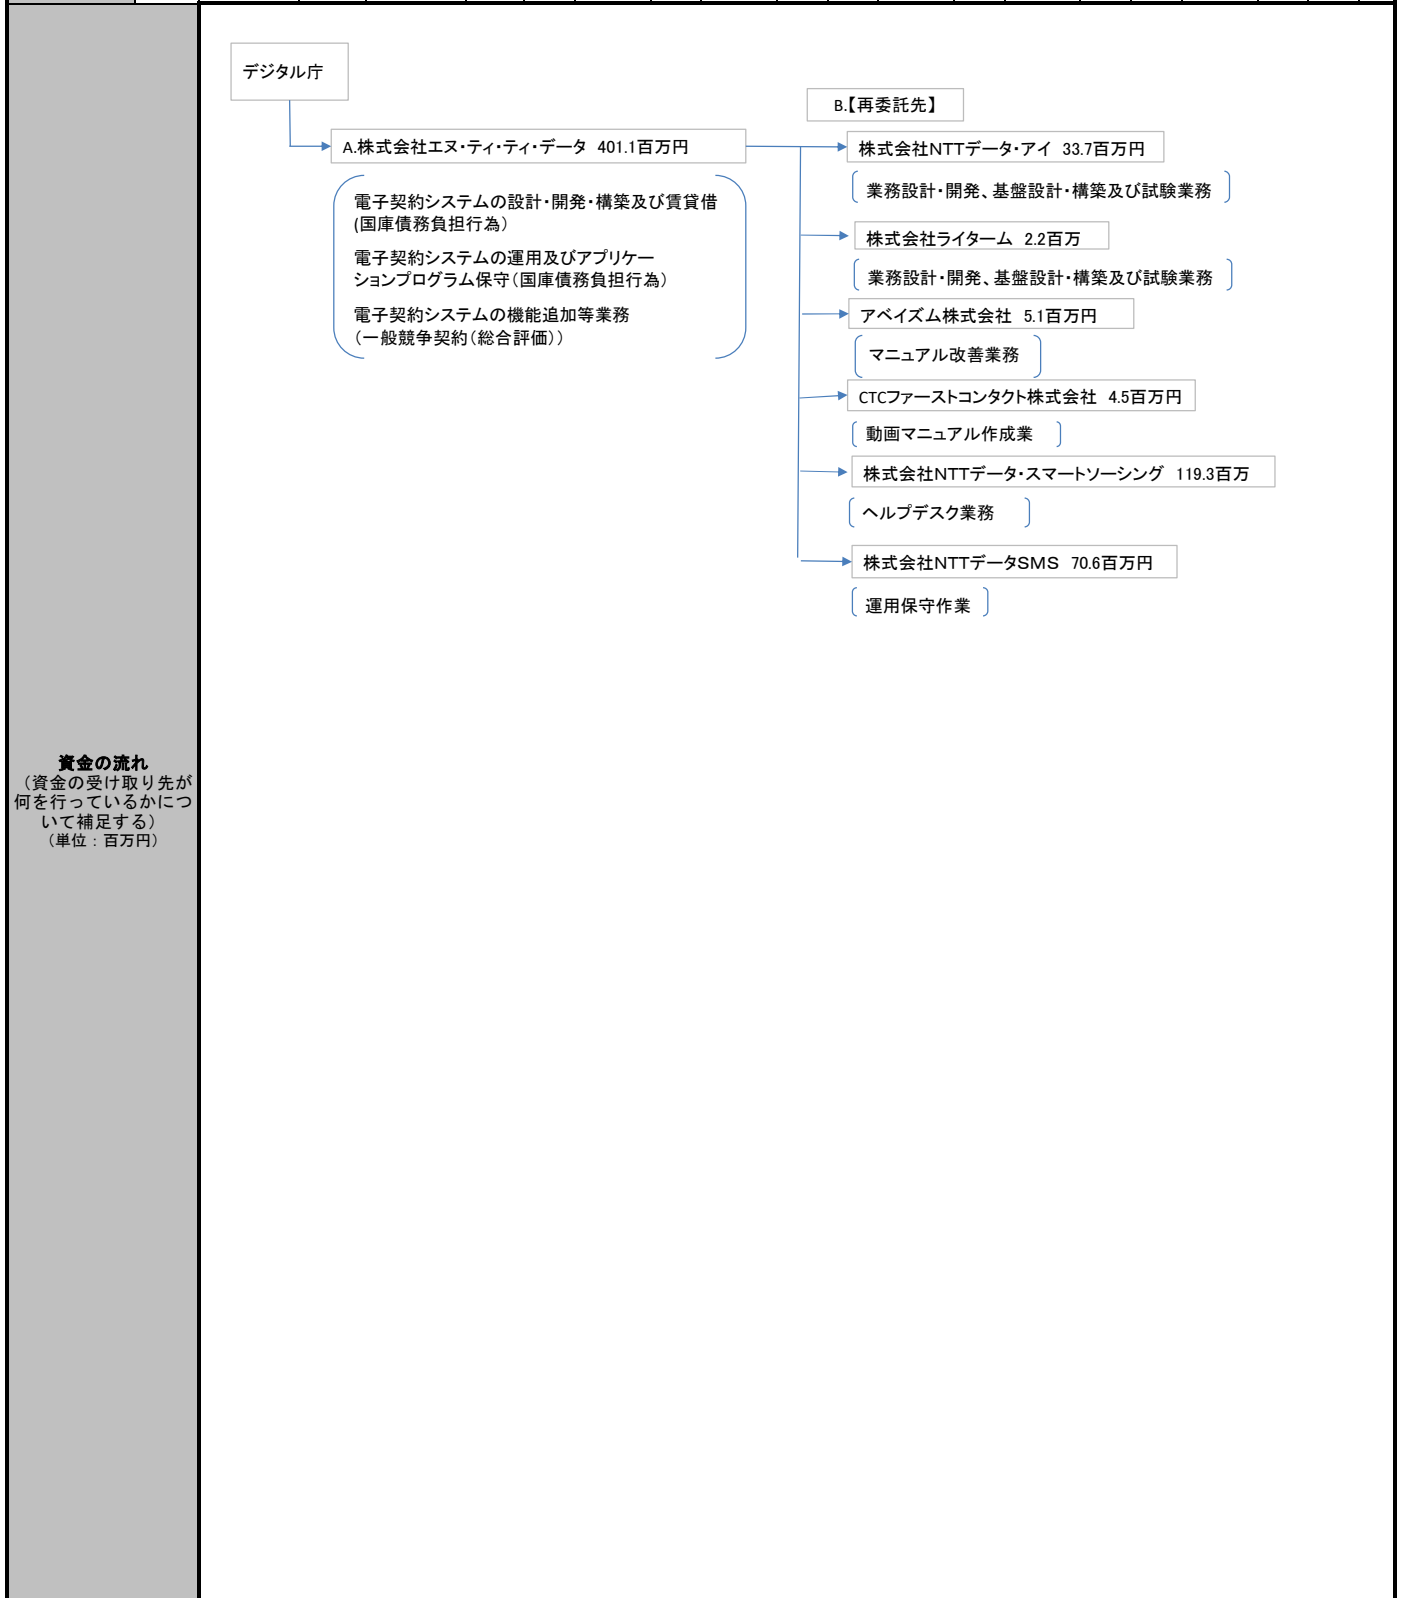 資金の流れ
（資金の受け取り先が
何を行っているかにつ
いて補足する）
（単位：百万円）
デジタル庁
A.株式会社エヌ・ティ・ティ・データ 401.1百万円
電子契約システムの設計・開発・構築及び賃貸借
(国庫債務負担行為）
電子契約システムの運用及びアプリケー
ションプログラム保守（国庫債務負担行為）
電子契約システムの機能追加等業務
（一般競争契約（総合評価））
B.【再委託先】
株式会社NTTデータ・アイ 33.7百万円
業務設計・開発、基盤設計・構築及び試験業務
株式会社ライターム 2.2百万
業務設計・開発、基盤設計・構築及び試験業務
アベイズム株式会社 5.1百万円
マニュアル改善業務
CTCファーストコンタクト株式会社 4.5百万円
動画マニュアル作成業
株式会社NTTデータ・スマートソーシング 119.3百万
ヘルプデスク業務
株式会社NTTデータSMS 70.6百万円
運用保守作業